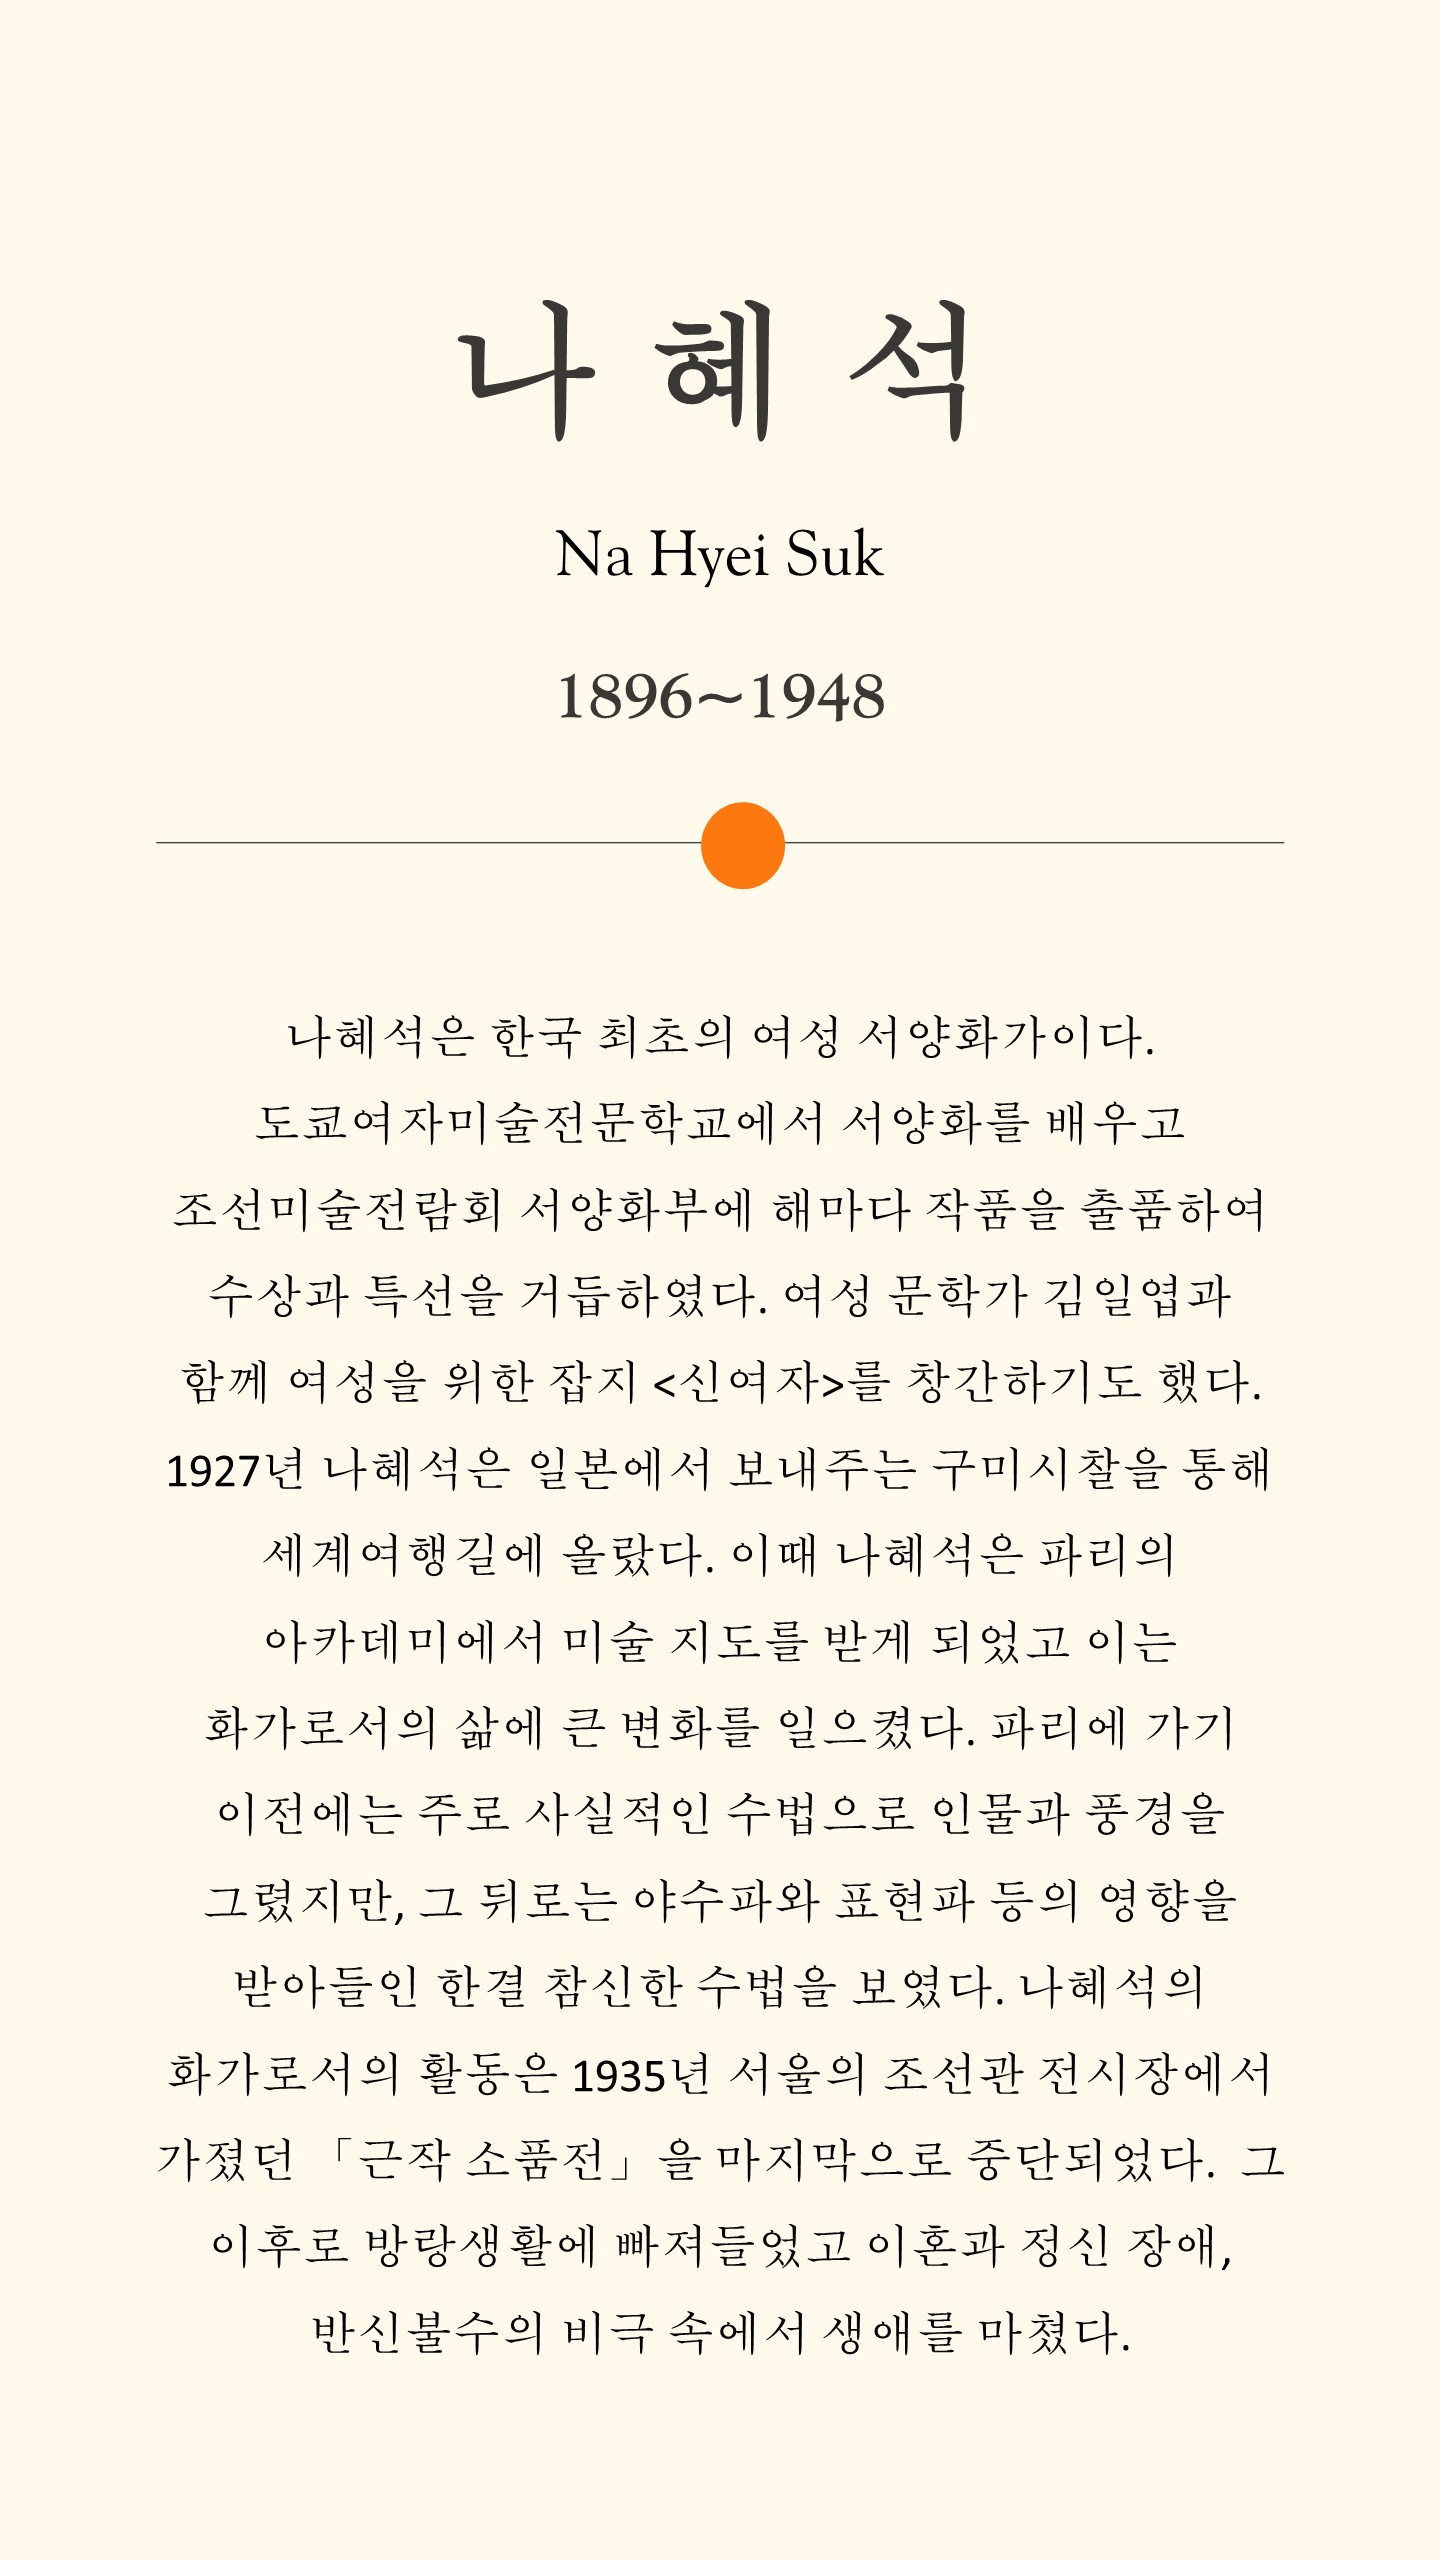 나 혜 석
Na Hyei Suk
1896~1948
나혜석은 한국 최초의 여성 서양화가이다.
도쿄여자미술전문학교에서 서양화를 배우고
조선미술전람회 서양화부에 해마다 작품을 출품하여
수상과 특선을 거듭하였다. 여성 문학가 김일엽과
함께 여성을 위한 잡지 <신여자>를 창간하기도 했다.
1927년 나혜석은 일본에서 보내주는 구미시찰을 통해
세계여행길에 올랐다. 이때 나혜석은 파리의
아카데미에서 미술 지도를 받게 되었고 이는
화가로서의 삶에 큰 변화를 일으켰다. 파리에 가기
이전에는 주로 사실적인 수법으로 인물과 풍경을
그렸지만, 그 뒤로는 야수파와 표현파 등의 영향을
받아들인 한결 참신한 수법을 보였다. 나혜석의
화가로서의 활동은 1935년 서울의 조선관 전시장에서
가졌던 「근작 소품전」을 마지막으로 중단되었다. 그
이후로 방랑생활에 빠져들었고 이혼과 정신 장애,
반신불수의 비극 속에서 생애를 마쳤다.